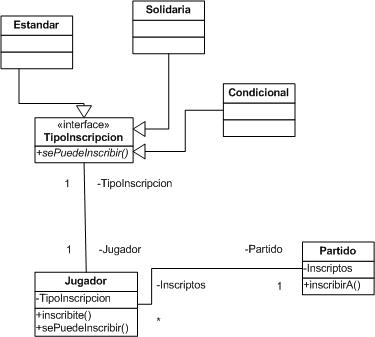 Estandar
Solidaria
Condicional
«interface»
TipoInscripcion
+sePuedeInscribir()
1
-TipoInscripcion
1
-Jugador
-Partido
Partido
-Inscriptos
+inscribirA()
Jugador
-TipoInscripcion
+inscribite()
+sePuedeInscribir()
-Inscriptos
1
*